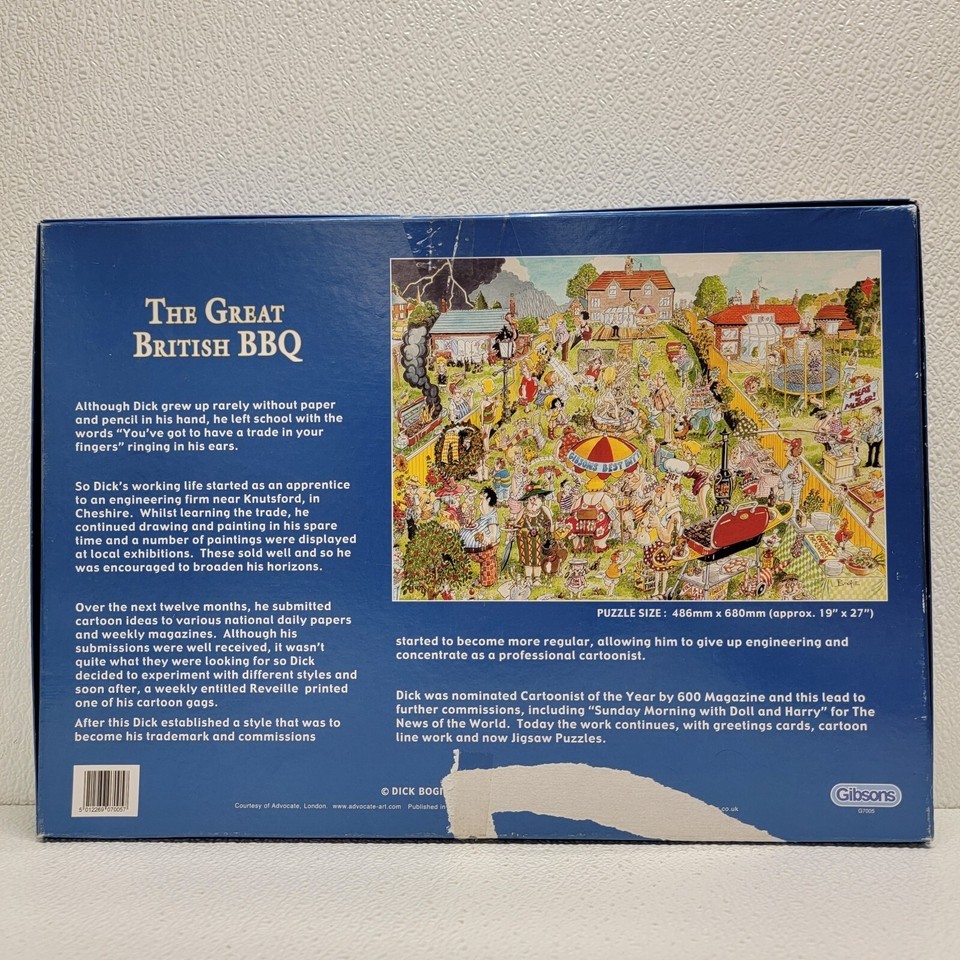 THE GREAT
BRITISH BBQ
Although Dick grew up rarely without paper
and pencil in his hand, he left school with the
words “You’ve got to have a trade in your
fingers” ringing in his ears.
So Dick’s working life started as an apprentice
to an engineering firm near Knutsford, in
Cheshire. Whilst learning the trade, he
continued drawing and painting in his spare
time and a number of paintings were displayed
at local exhibitions. These sold well and so he
was encouraged to broaden his horizons.
Over the next twelve months, he submitted
cartoon ideas to various national daily papers
and weekly magazines. Although his
submissions were well received, it wasn’t
quite what they were looking for so Dick
decided to experiment with different styles and
soon after, a weekly entitled Reveille printed
one of his cartoon gags.
After this Dick established a style that was to
become his trademark and commissions
PUZZLE SIZE : 486mm x 680mm (approx. 19” x 27”)
started to become more regular, allowing him to give up engineering and
concentrate as a professional cartoonist.
Dick was nominated Cartoonist of the Year by 600 Magazine and this lead to
further commissions, including “Sunday Morning with Doll and Harry” for The
News of the World. Today the work continues, with greetings cards, cartoon
line work and now Jigsaw Puzzles.
© DICK BOGI
Courtesy of Advocate, London. www.advocate-art.com Published in
.co.uk
5 012269 070057
Gibsons
G7005